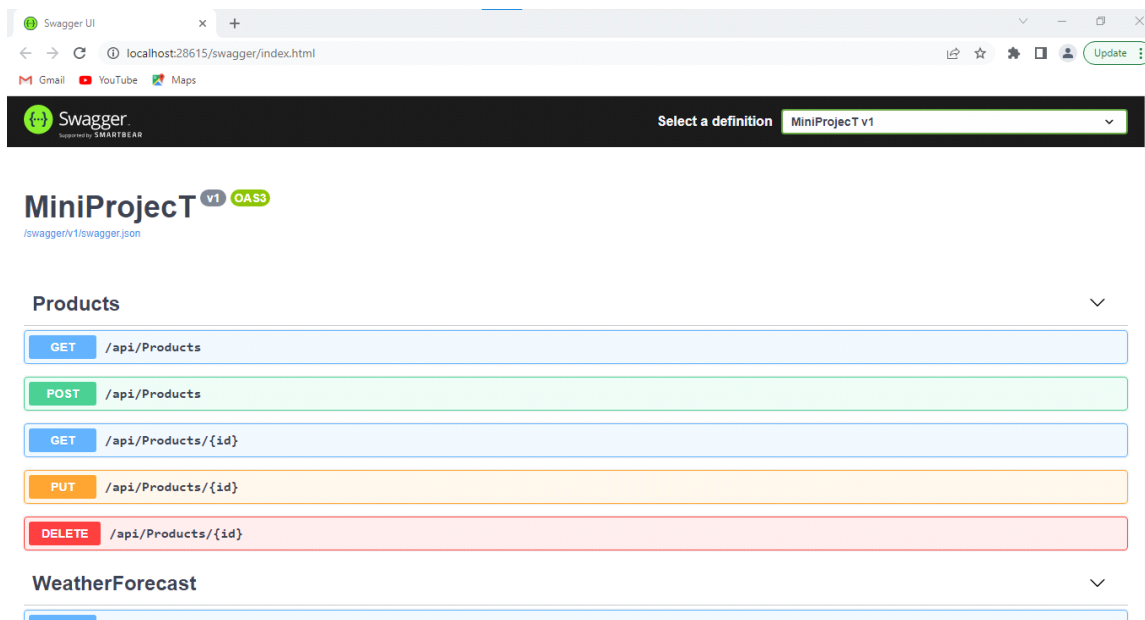 Swagger UI
localhost:28615/swagger/index.html
Update
Gmail YouTube Maps
{··} Swagger.
Supported by SMARTBEAR
Select a definition MiniProjecT v1
MiniProjecT v1 OAS3
/swagger/v1/swagger.json
Products
GET /api/Products
POST /api/Products
GET /api/Products/{id}
PUT /api/Products/{id}
DELETE /api/Products/{id}
WeatherForecast